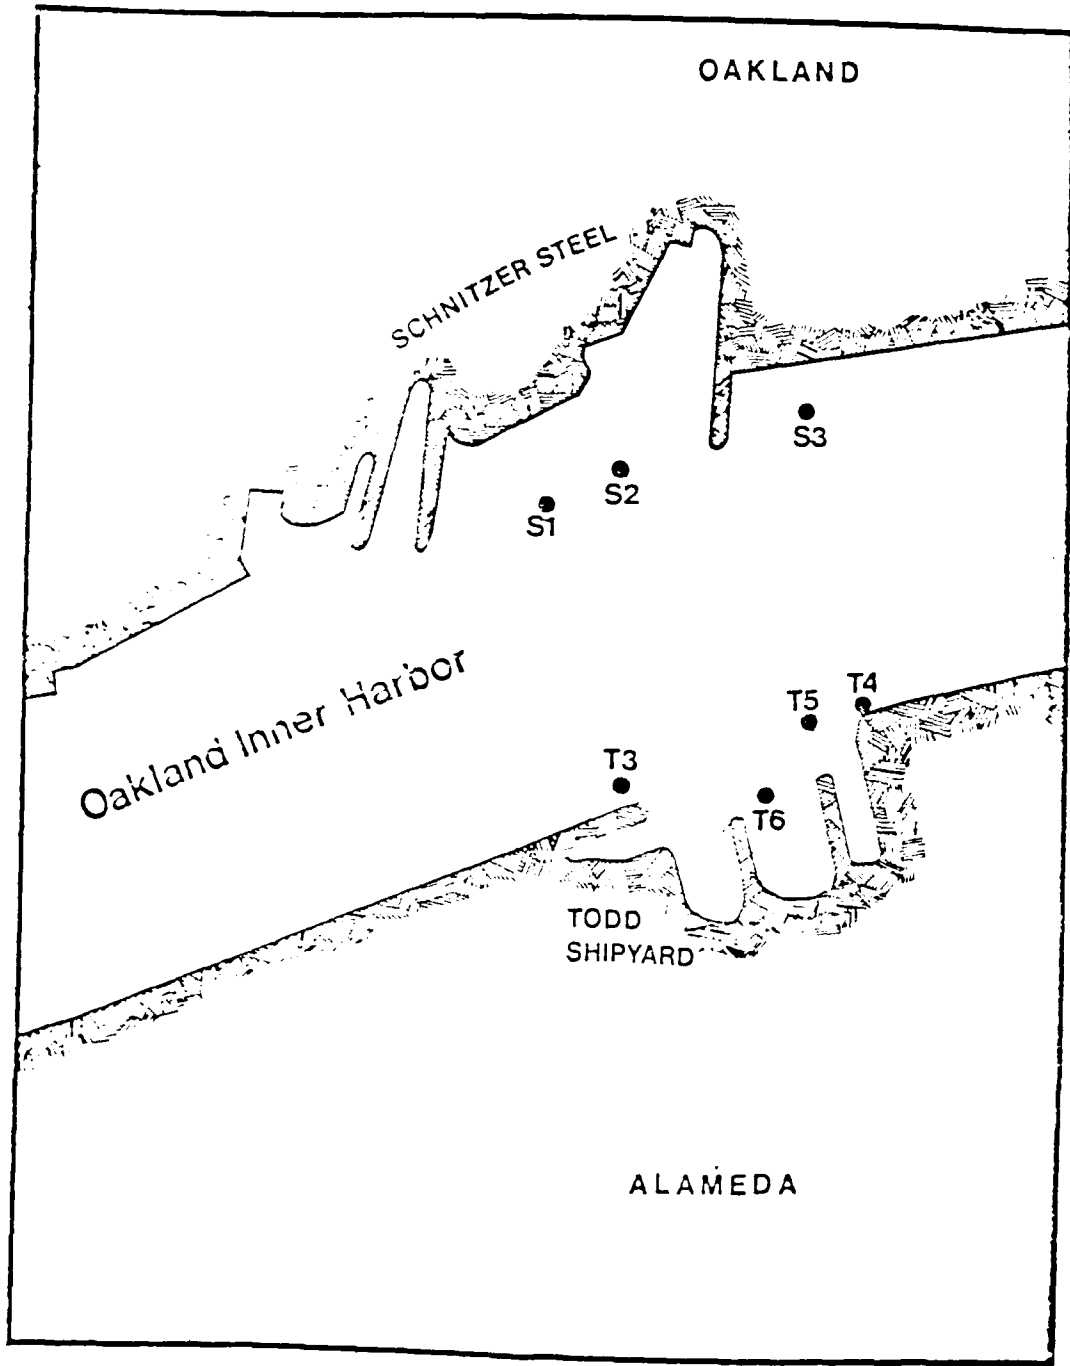 OAKLAND
SCHNITZER STEEL
S3
S2
S1
Oakland Inner Harbor
T4
T5
T3
T6
TODD
SHIPYARD
ALAMEDA